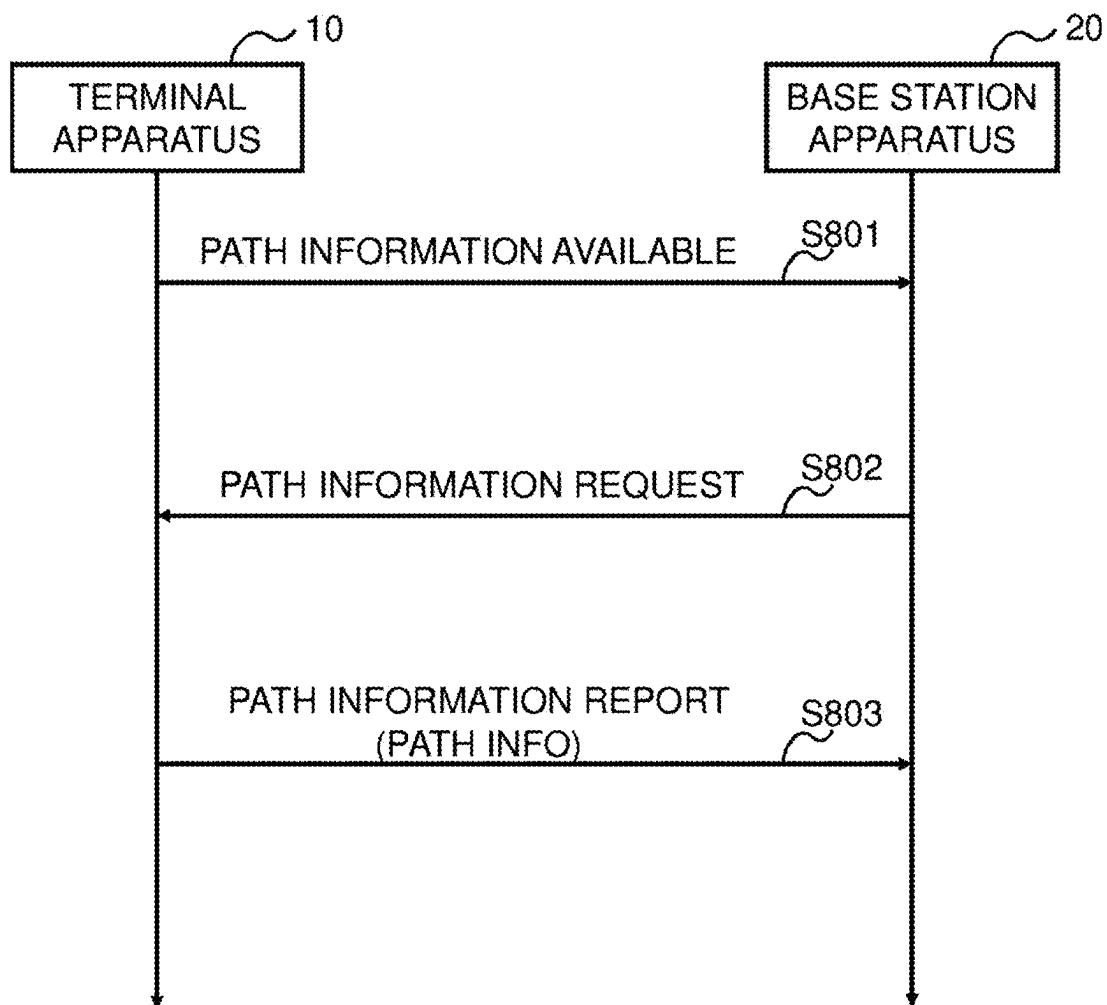 10
20
TERMINAL
APPARATUS
BASE STATION
APPARATUS
PATH INFORMATION AVAILABLE
S801
PATH INFORMATION REQUEST
S802
PATH INFORMATION REPORT
(PATH INFO)
S803